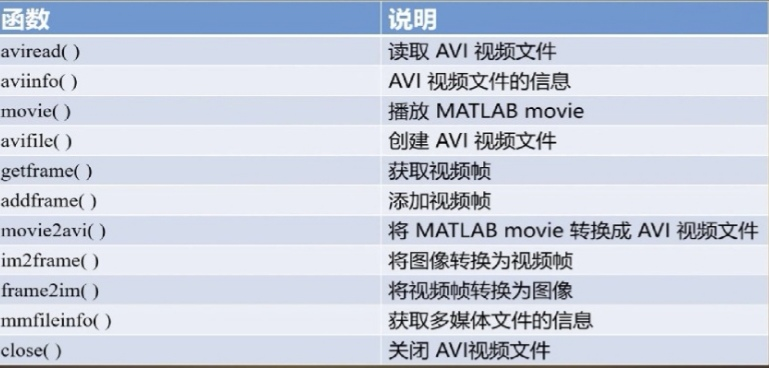 函数 说明
aviread( ) 读取 AVI 视频文件
aviinfo( ) AVI 视频文件的信息
movie( ) 播放 MATLAB movie
avifile( ) 创建 AVI 视频文件
getframe( ) 获取视频帧
addframe( ) 添加视频帧
movie2avi( ) 将 MATLAB movie 转换成 AVI 视频文件
im2frame( ) 将图像转换为视频帧
frame2im( ) 将视频帧转换为图像
mmfileinfo( ) 获取多媒体文件的信息
close( ) 关闭 AVI视频文件